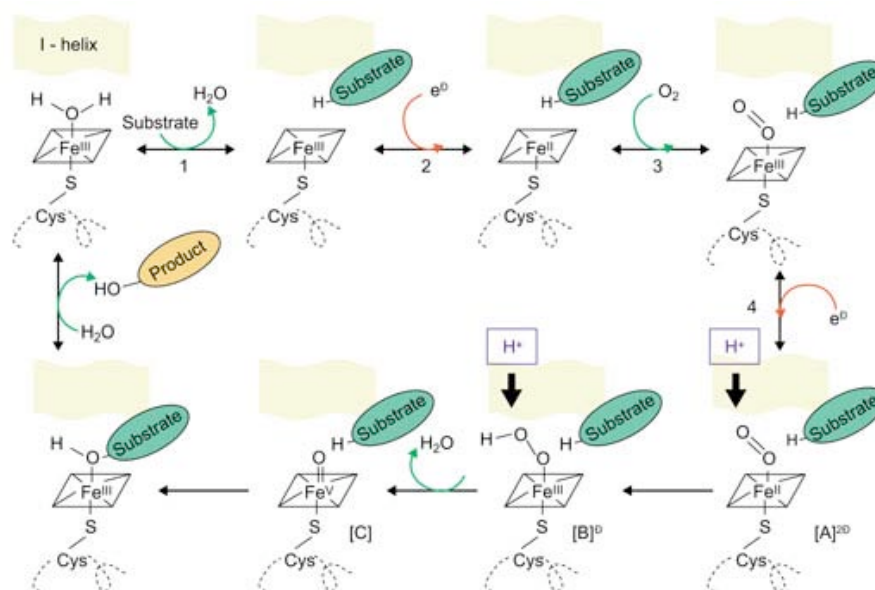 I - helix
H H
O
Fe^III
S
Cys
Substrate
H₂O
1
H Substrate
Fe^III
S
Cys
e^D
2
H Substrate
Fe^II
S
Cys
O₂
3
O
O
H Substrate
Fe^III
S
Cys
HO Product
H₂O
4
e^D
H⁺
H⁺
H
O Substrate
Fe^III
S
Cys
H Substrate
O
Fe^V
S
Cys
[C]
H₂O
H O
O
H Substrate
Fe^III
S
Cys
[B]^D
O
O
H Substrate
Fe^II
S
Cys
[A]^2D